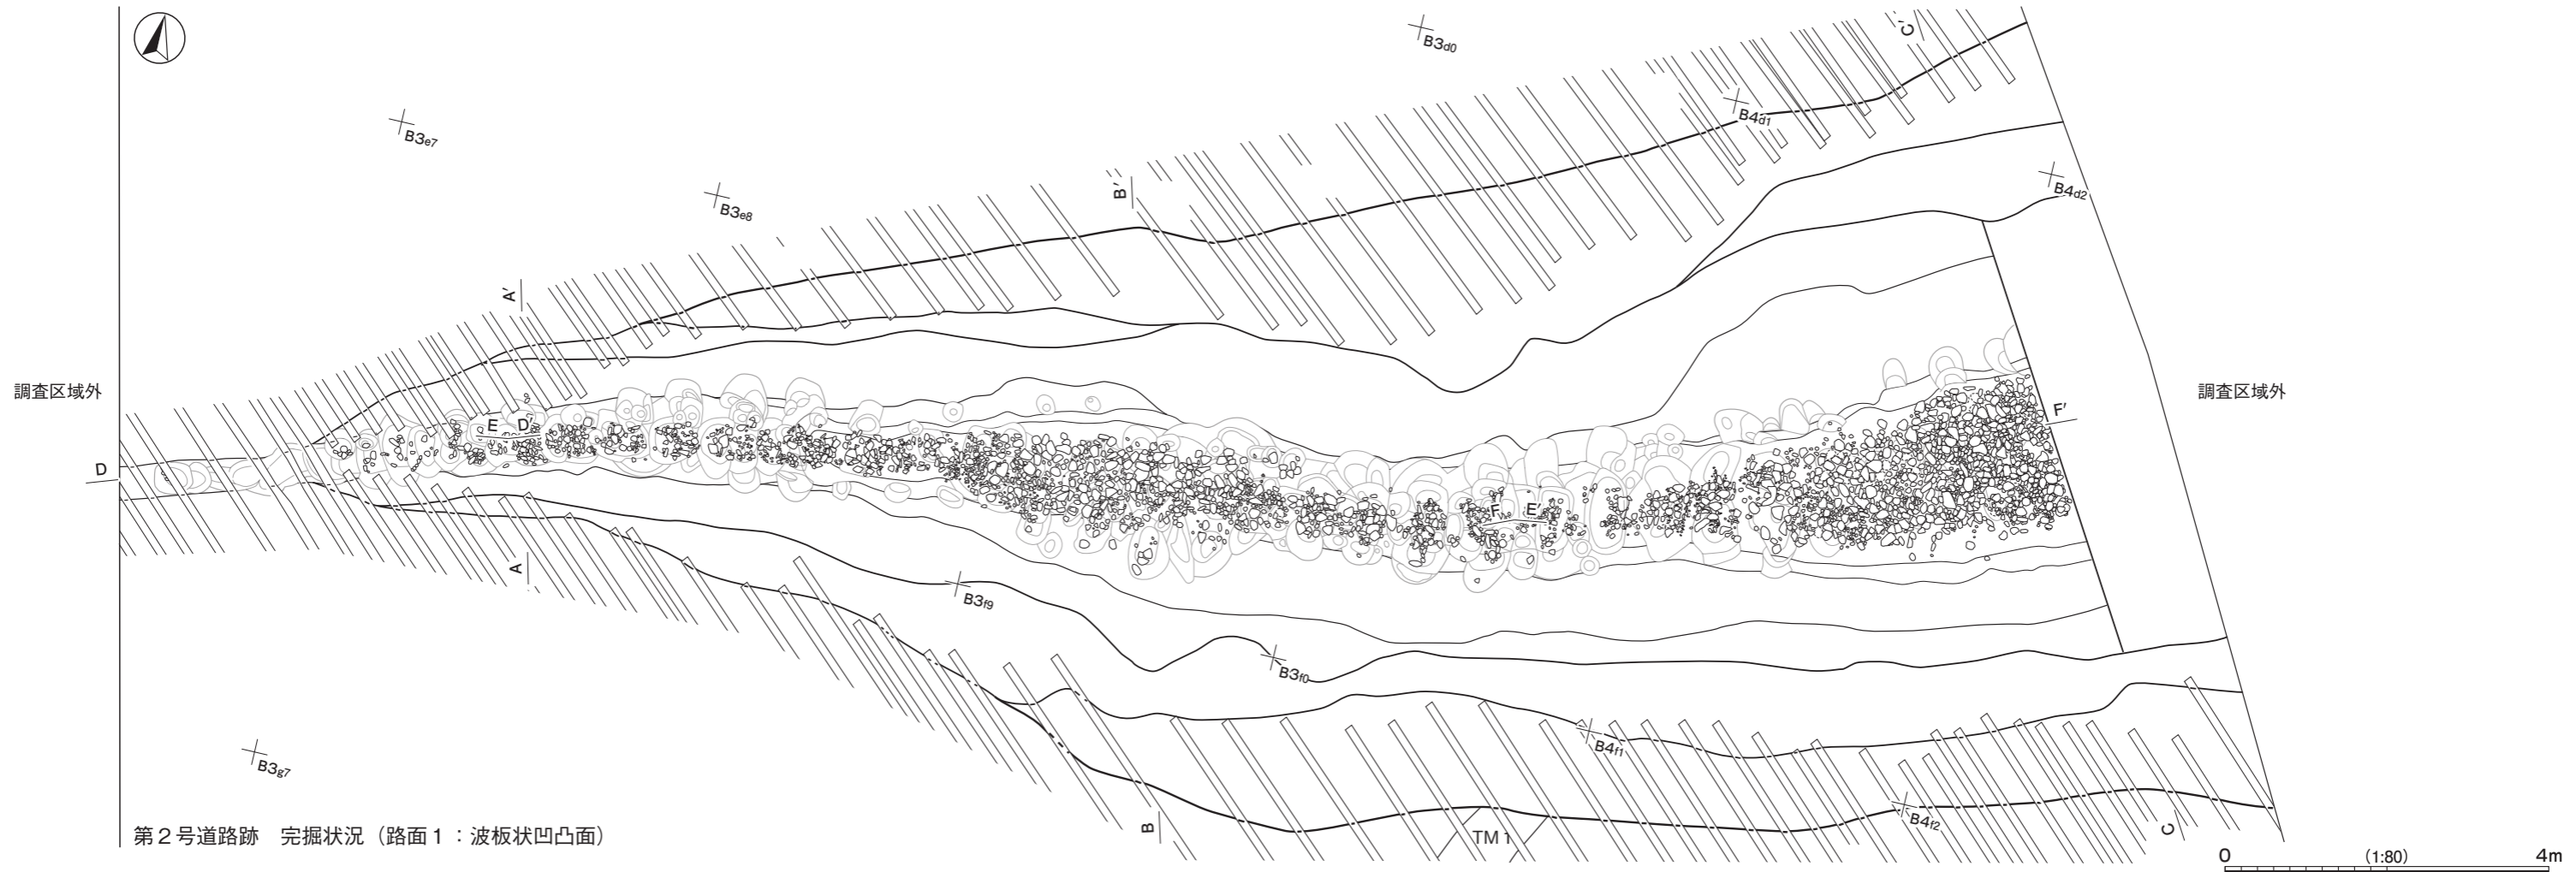 C′
B3d0
B4d1
B3e7
B′
B4d2
B3e8
A′
調査区域外
調査区域外
E D′
F′
D
F E′
A
B3f9
B3f0
B4f1
B3g7
B4f2
B
C
第2号道路跡 完掘状況（路面1：波板状凹凸面）
TM 1
0 (1:80) 4m